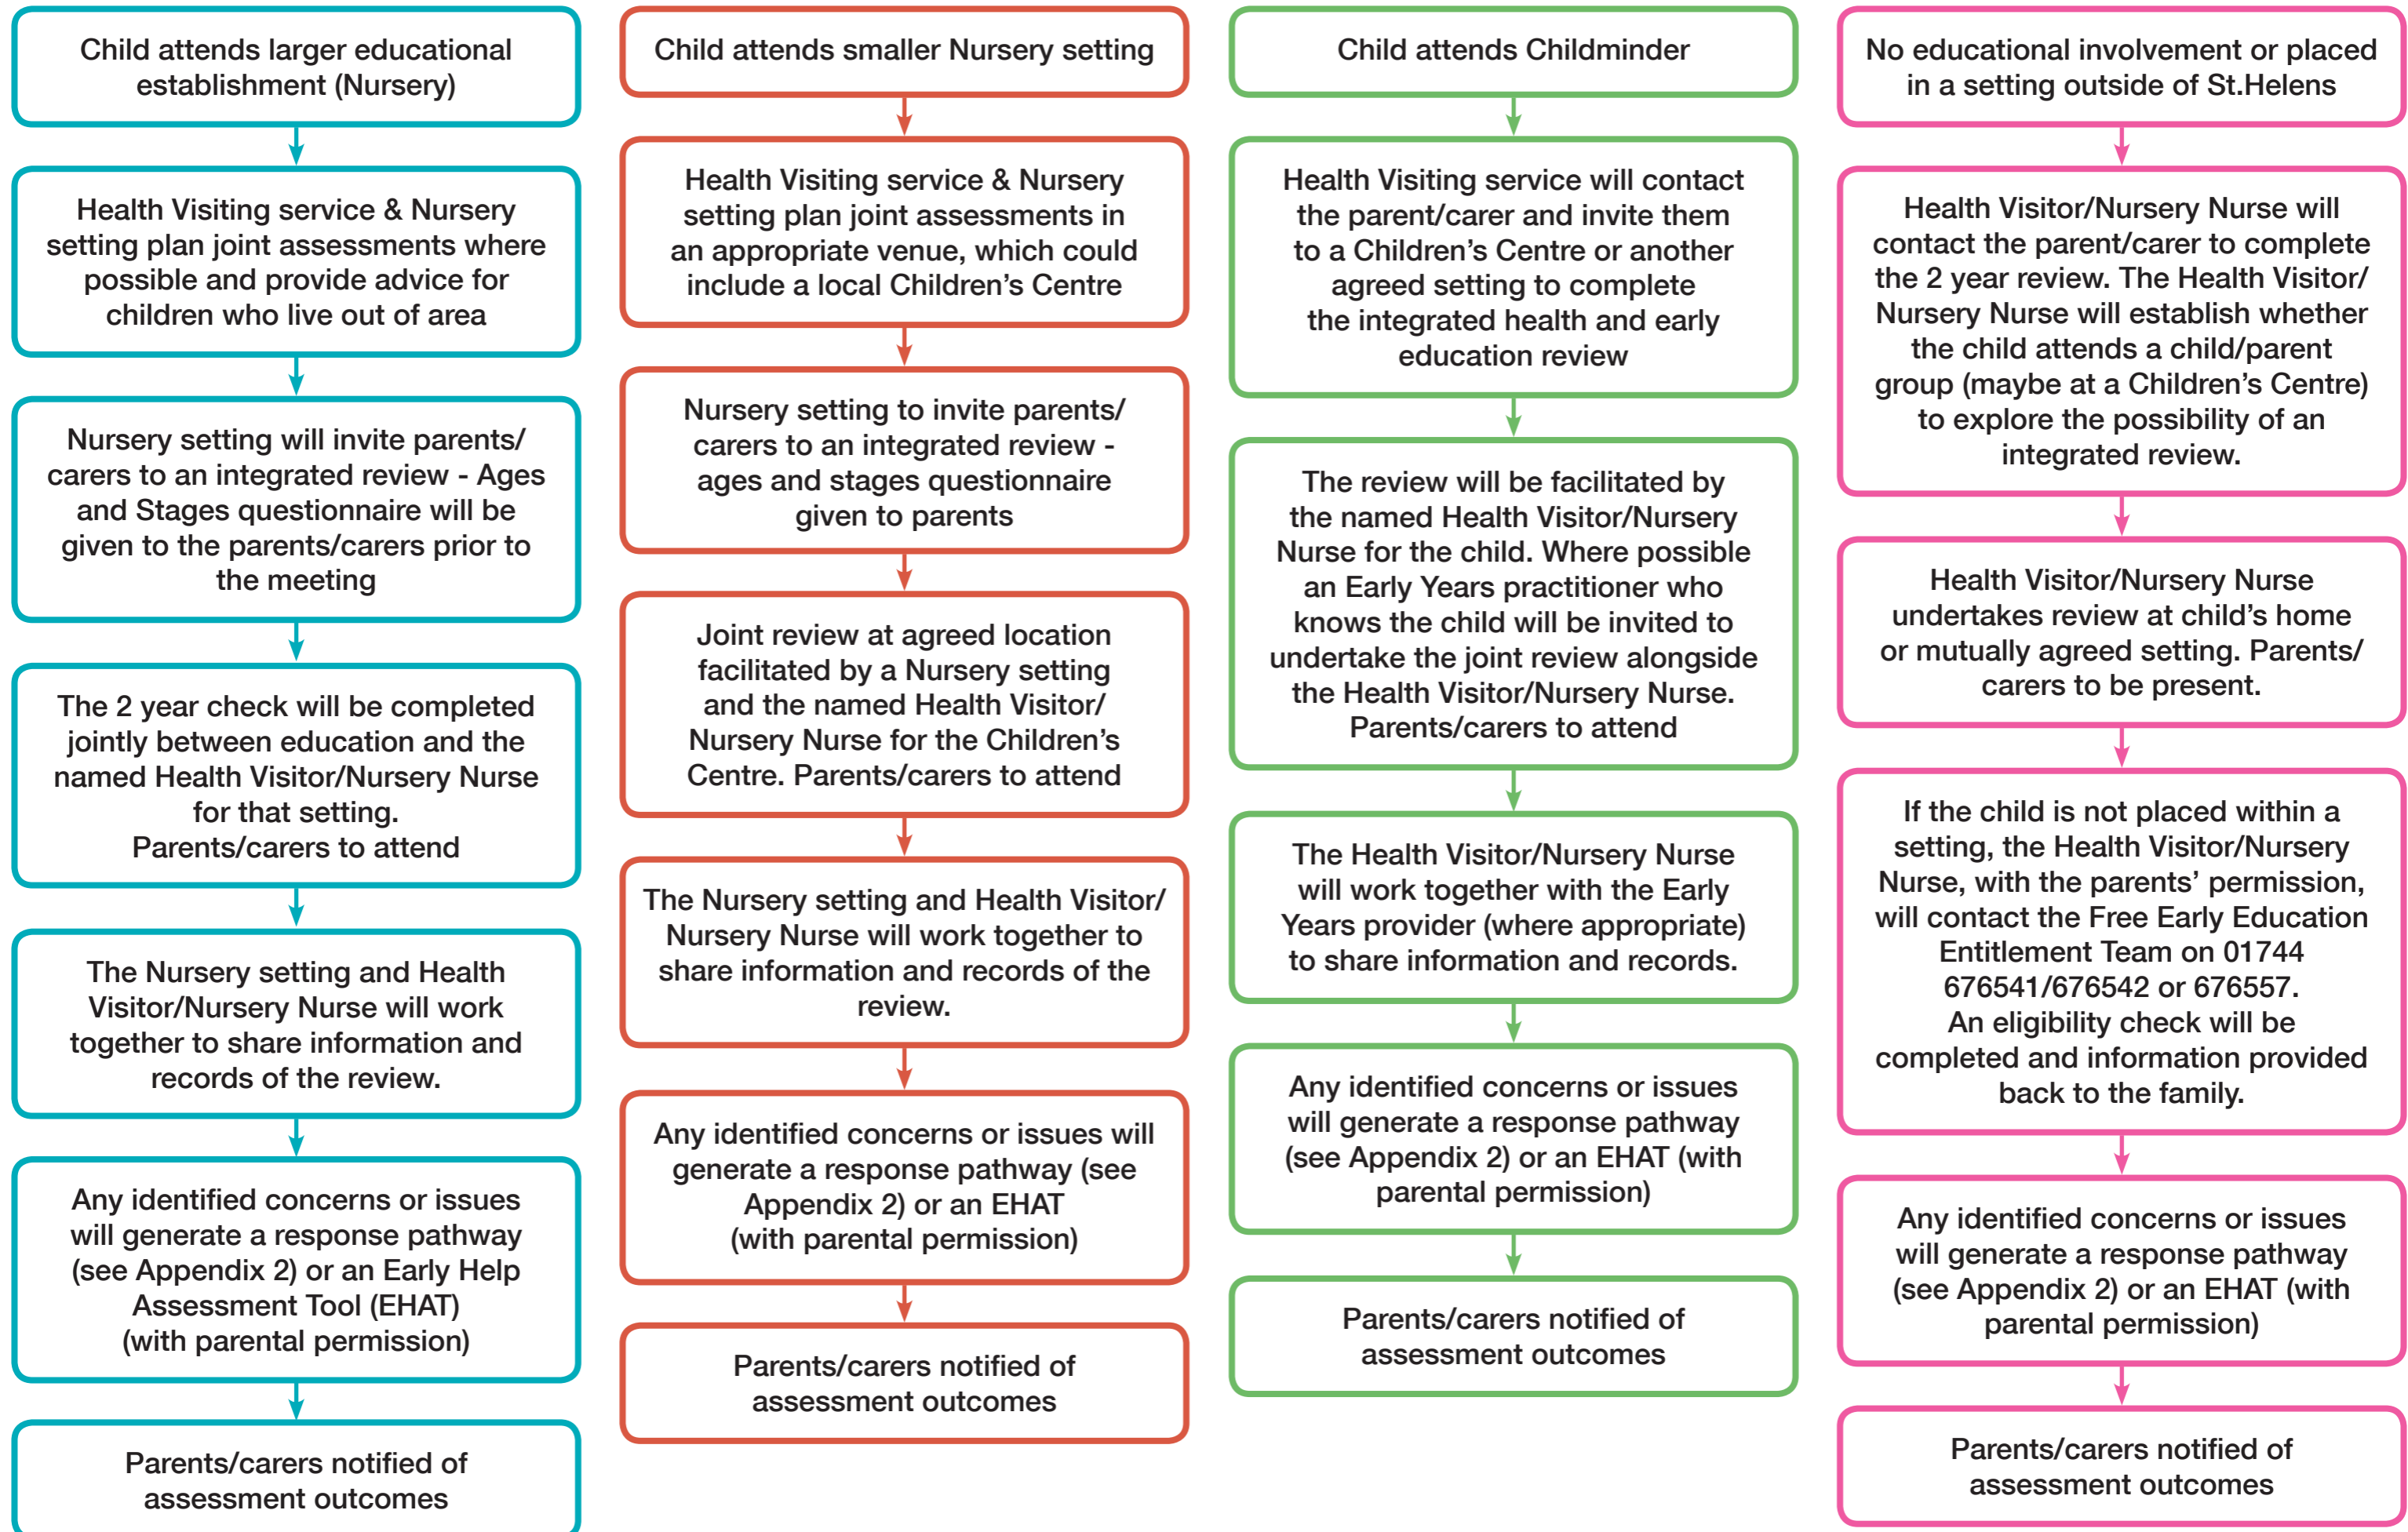 Child attends larger educational
establishment (Nursery)
Health Visiting service & Nursery
setting plan joint assessments where
possible and provide advice for
children who live out of area
Nursery setting will invite parents/
carers to an integrated review - Ages
and Stages questionnaire will be
given to the parents/carers prior to
the meeting
The 2 year check will be completed
jointly between education and the
named Health Visitor/Nursery Nurse
for that setting.
Parents/carers to attend
The Nursery setting and Health
Visitor/Nursery Nurse will work
together to share information and
records of the review.
Any identified concerns or issues
will generate a response pathway
(see Appendix 2) or an Early Help
Assessment Tool (EHAT)
(with parental permission)
Parents/carers notified of
assessment outcomes
Child attends smaller Nursery setting
Health Visiting service & Nursery
setting plan joint assessments in
an appropriate venue, which could
include a local Children’s Centre
Nursery setting to invite parents/
carers to an integrated review -
ages and stages questionnaire
given to parents
Joint review at agreed location
facilitated by a Nursery setting
and the named Health Visitor/
Nursery Nurse for the Children’s
Centre. Parents/carers to attend
The Nursery setting and Health Visitor/
Nursery Nurse will work together to
share information and records of the
review.
Any identified concerns or issues will
generate a response pathway (see
Appendix 2) or an EHAT
(with parental permission)
Parents/carers notified of
assessment outcomes
Child attends Childminder
Health Visiting service will contact
the parent/carer and invite them
to a Children’s Centre or another
agreed setting to complete
the integrated health and early
education review
The review will be facilitated by
the named Health Visitor/Nursery
Nurse for the child. Where possible
an Early Years practitioner who
knows the child will be invited to
undertake the joint review alongside
the Health Visitor/Nursery Nurse.
Parents/carers to attend
The Health Visitor/Nursery Nurse
will work together with the Early
Years provider (where appropriate)
to share information and records.
Any identified concerns or issues
will generate a response pathway
(see Appendix 2) or an EHAT (with
parental permission)
Parents/carers notified of
assessment outcomes
No educational involvement or placed
in a setting outside of St.Helens
Health Visitor/Nursery Nurse will
contact the parent/carer to complete
the 2 year review. The Health Visitor/
Nursery Nurse will establish whether
the child attends a child/parent
group (maybe at a Children’s Centre)
to explore the possibility of an
integrated review.
Health Visitor/Nursery Nurse
undertakes review at child’s home
or mutually agreed setting. Parents/
carers to be present.
If the child is not placed within a
setting, the Health Visitor/Nursery
Nurse, with the parents’ permission,
will contact the Free Early Education
Entitlement Team on 01744
676541/676542 or 676557.
An eligibility check will be
completed and information provided
back to the family.
Any identified concerns or issues
will generate a response pathway
(see Appendix 2) or an EHAT (with
parental permission)
Parents/carers notified of
assessment outcomes